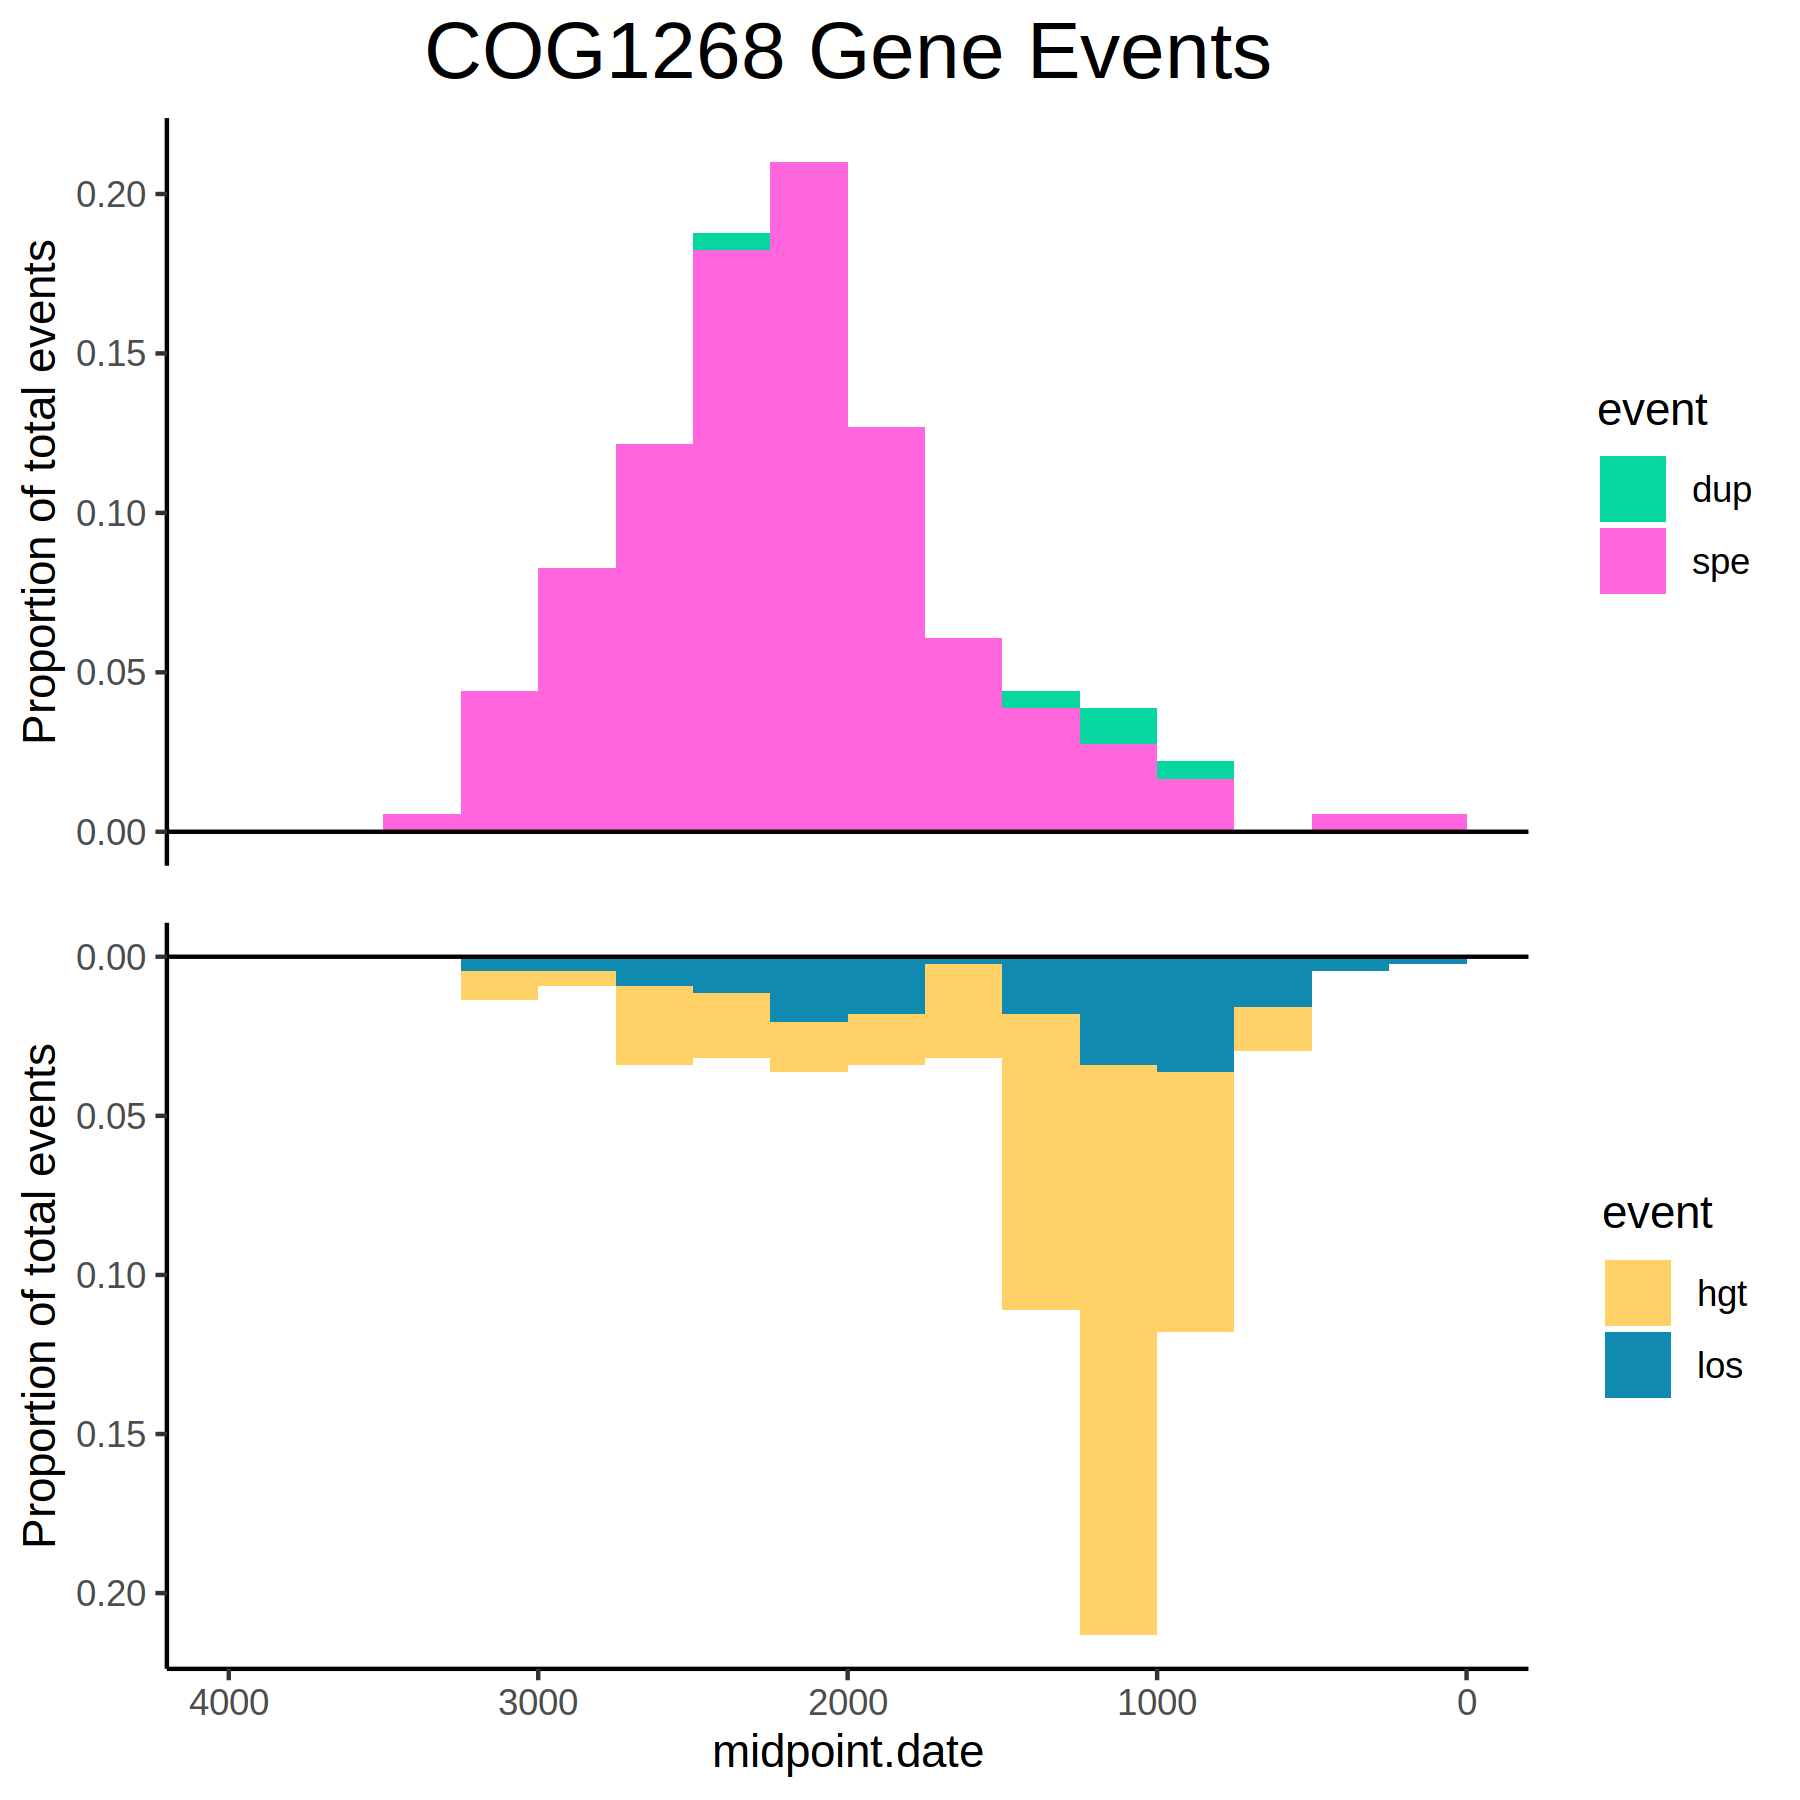 COG1268 Gene Events
Proportion of total events
0.20
0.15
0.10
0.05
0.00
event
dup
spe
Proportion of total events
0.00
0.05
0.10
0.15
0.20
event
hgt
los
4000 3000 2000 1000 0
midpoint.date